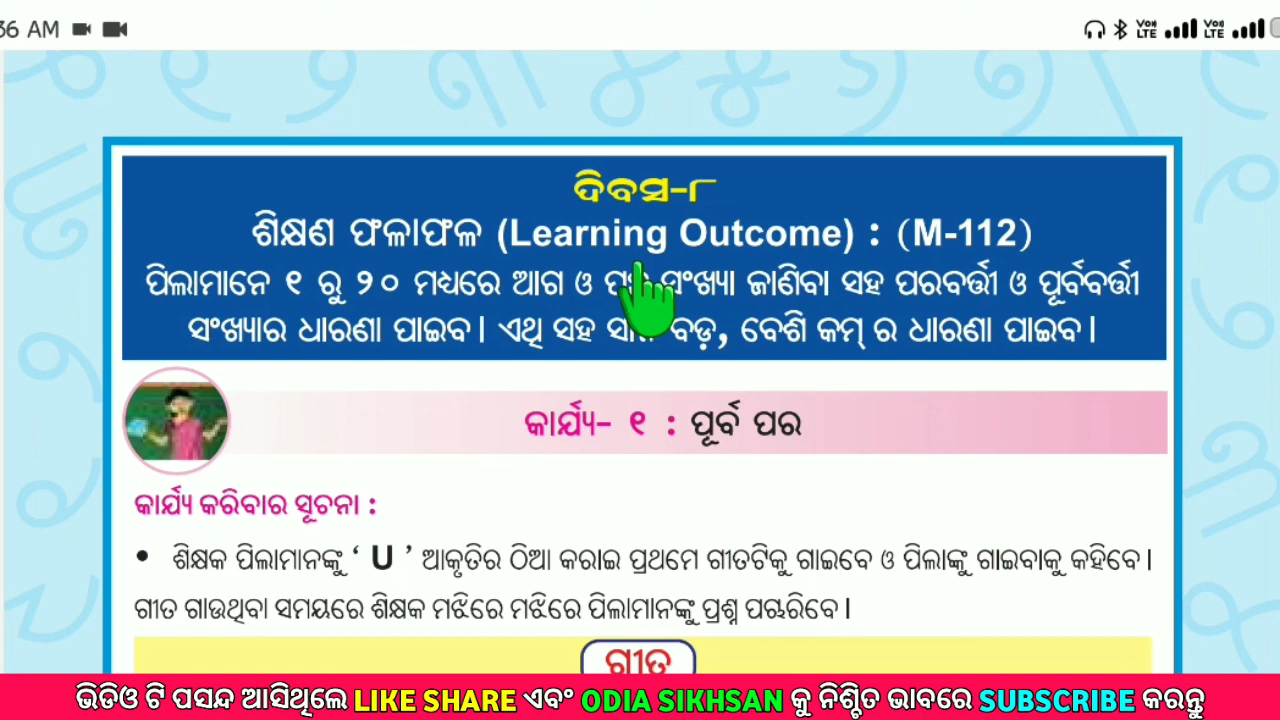 36 AM
VoLTE VoLTE
ଦିବସ-୮
ଶିକ୍ଷଣ ଫଳାଫଳ (Learning Outcome) : (M-112)
ପିଲାମାନେ ୧ ରୁ ୨୦ ମଧ୍ୟରେ ଆଗ ଓ ସଂଖ୍ୟା ଜାଣିବା ସହ ପରବର୍ତ୍ତୀ ଓ ପୂର୍ବବର୍ତ୍ତୀ
ସଂଖ୍ୟାର ଧାରଣା ପାଇବ। ଏଥି ସହ ବଡ଼, ବେଶି କମ୍ ର ଧାରଣା ପାଇବ।
କାର୍ଯ୍ୟ- ୧ : ପୂର୍ବ ପର
କାର୍ଯ୍ୟ କରିବାର ସୂଚନା :
• ଶିକ୍ଷକ ପିଲାମାନଙ୍କୁ ‘ U ’ ଆକୃତିର ଠିଆ କରାଇ ପ୍ରଥମେ ଗୀତଟିକୁ ଗାଇବେ ଓ ପିଲାଙ୍କୁ ଗାଇବାକୁ କହିବେ।
ଗୀତ ଗାଉଥିବା ସମୟରେ ଶିକ୍ଷକ ମଝିରେ ମଝିରେ ପିଲାମାନଙ୍କୁ ପ୍ରଶ୍ନ ପଚ୍ଚାରିବେ।
ଗୀତ
ଭିଡିଓ ଟି ପସନ୍ଦ ଆସିଥିଲେ LIKE SHARE ଏବଂ ODIA SIKHSAN କୁ ନିଶ୍ଚିତ ଭାବରେ SUBSCRIBE କରନ୍ତୁ